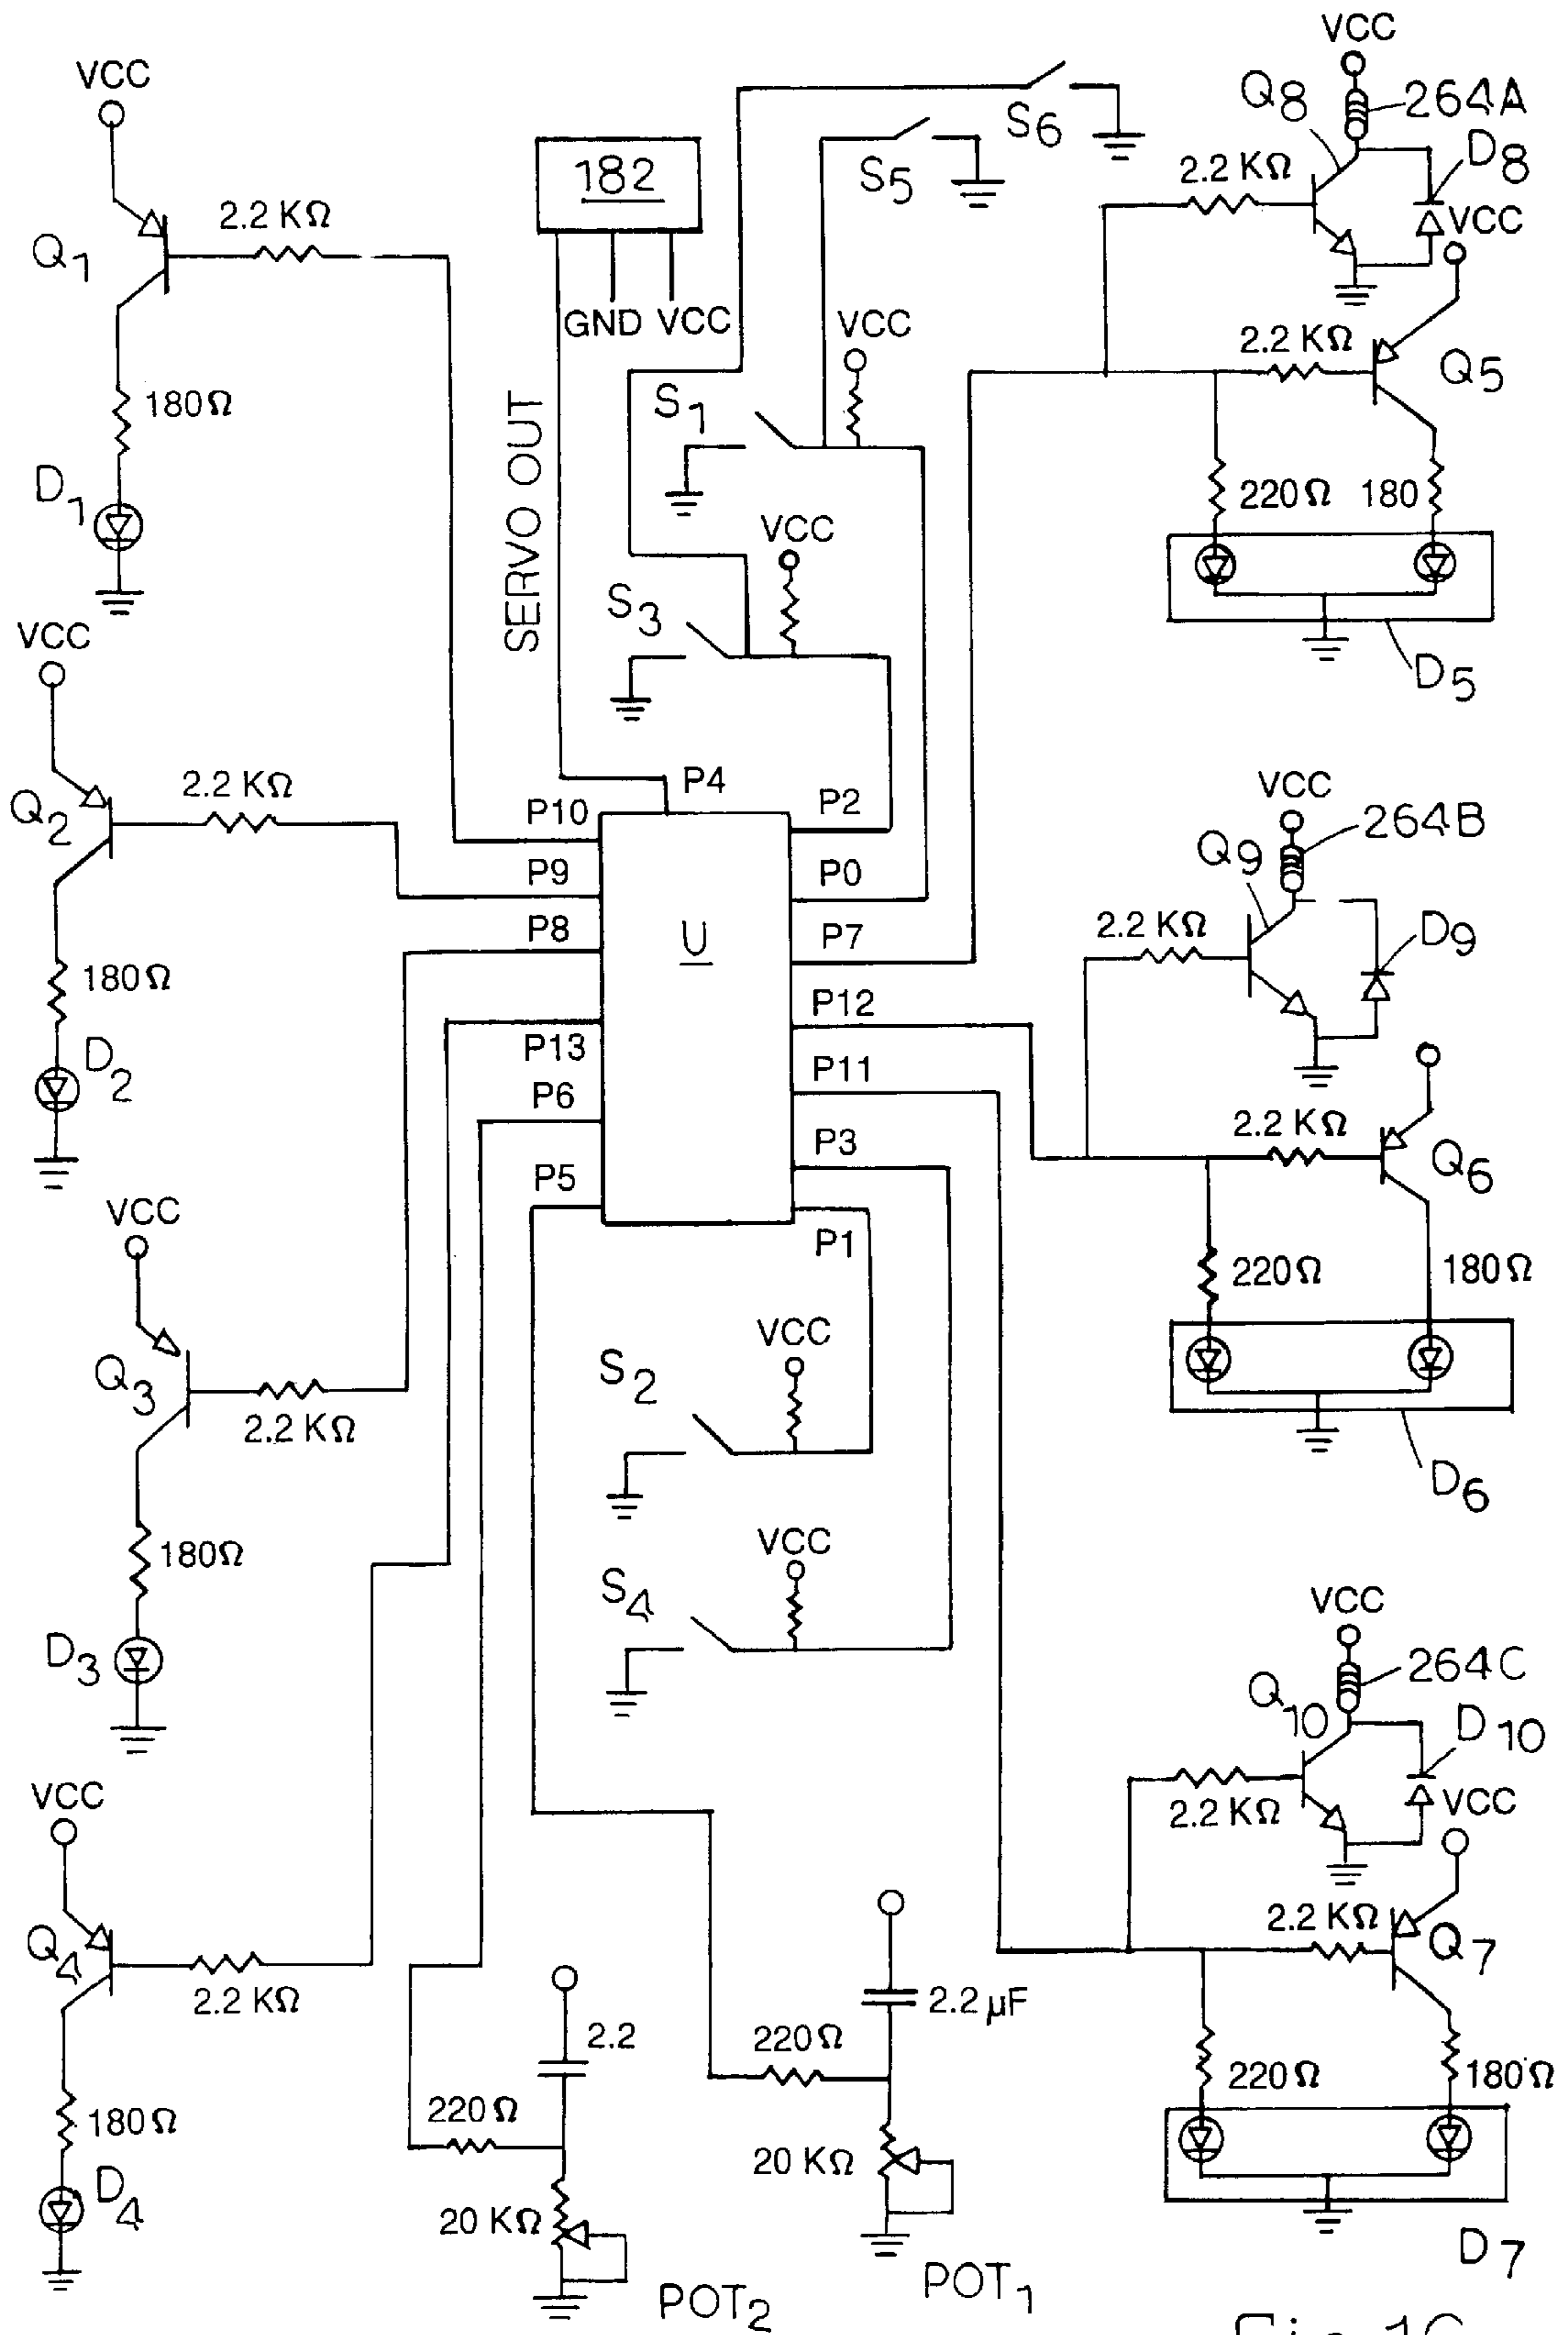 VCC
Q8
264A
D8
2.2 KΩ
VCC
VCC
S6
S5
182
2.2 KΩ
Q1
GND VCC
VCC
2.2 KΩ
Q5
S1
180Ω
SERVO OUT
D1
220Ω 180
VCC
S3
VCC
D5
P4
VCC
264B
Q9
2.2 KΩ
Q2
P10
P2
P9
P0
2.2 KΩ
D9
P8
U
P7
180Ω
P12
D2
P13
P11
P6
P3
2.2 KΩ
Q6
P5
P1
VCC
220Ω
180Ω
VCC
S2
Q3
2.2 KΩ
D6
VCC
180Ω
S4
VCC
D3
264C
Q10
D10
VCC
2.2 KΩ
VCC
2.2 KΩ
Q7
Q4
2.2 KΩ
2.2 µF
2.2
220Ω
220Ω
180Ω
180Ω
220Ω
20 KΩ
D4
20 KΩ
D7
POT1
POT2